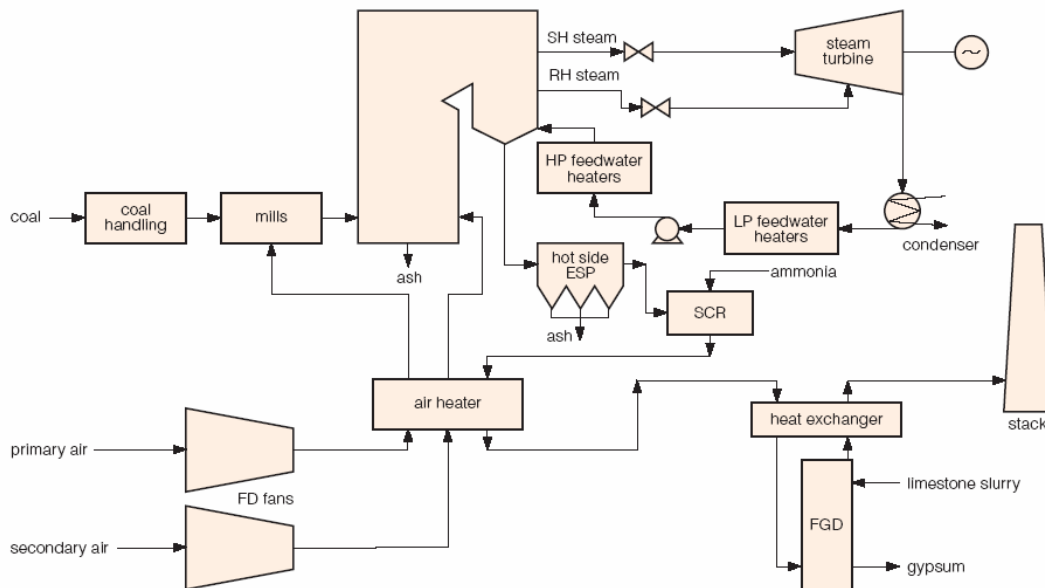 SH steam
steam
turbine
~
RH steam
HP feedwater
heaters
coal
coal
handling
mills
LP feedwater
heaters
condenser
ash
hot side
ESP
ammonia
SCR
ash
air heater
heat exchanger
stack
primary air
FD fans
limestone slurry
FGD
secondary air
gypsum